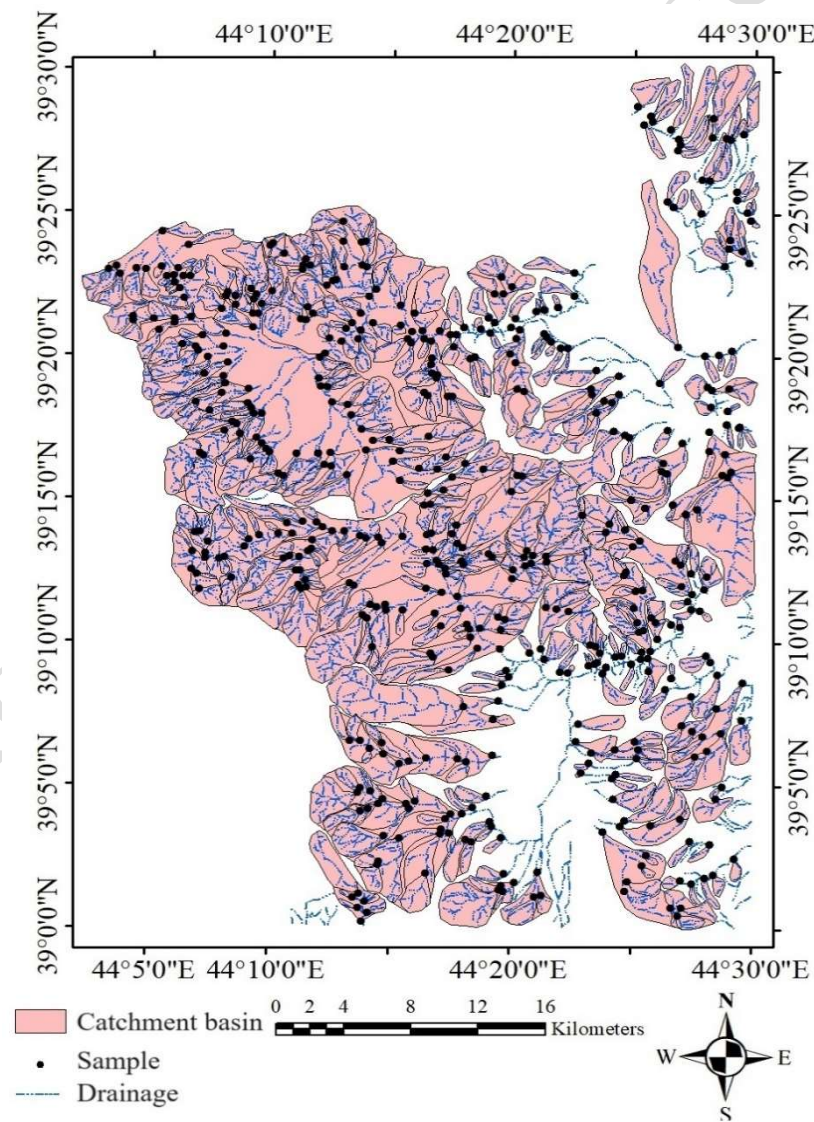 44°10'0"E 44°20'0"E 44°30'0"E
39°30'0"N
39°25'0"N 39°25'0"N
39°20'0"N 39°20'0"N
39°15'0"N 39°15'0"N
39°10'0"N 39°10'0"N
39°5'0"N 39°5'0"N
39°0'0"N
44°5'0"E 44°10'0"E 44°20'0"E 44°30'0"E
0 2 4 8 12 16
Kilometers
Catchment basin
Sample
Drainage
N
W E
S